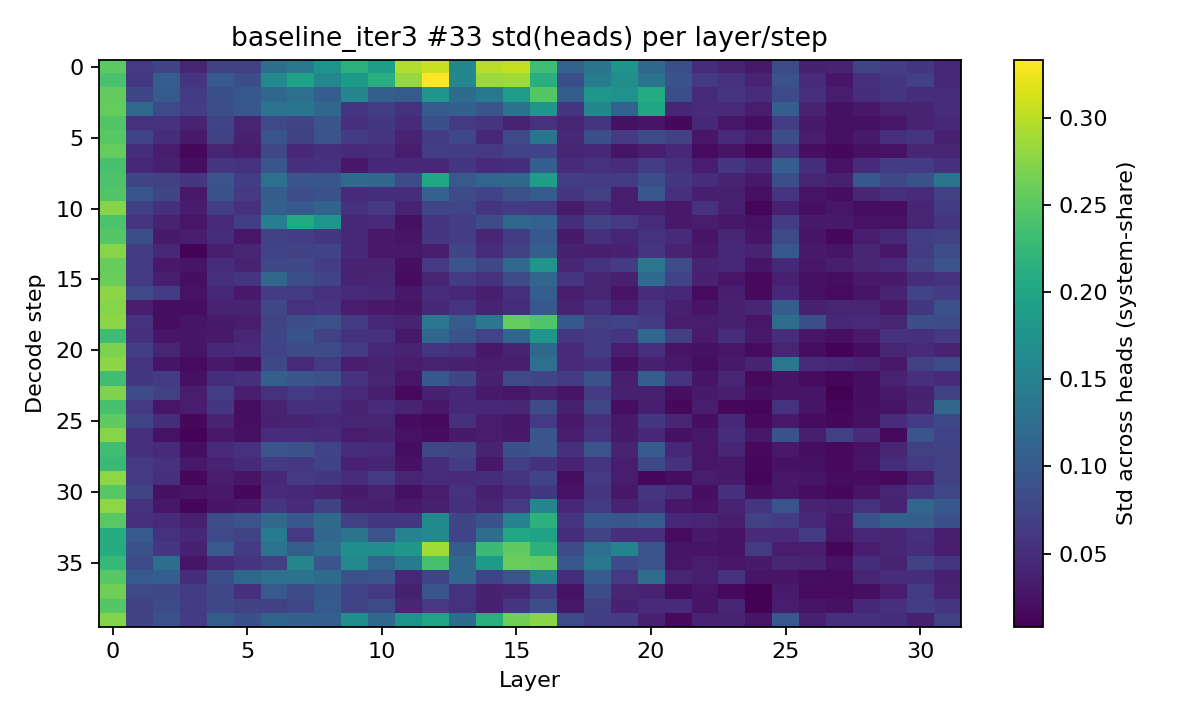 baseline_iter3 #33 std(heads) per layer/step
0
5
10
15
20
25
30
35
Decode step
0 5 10 15 20 25 30
Layer
0.30
0.25
0.20
0.15
0.10
0.05
Std across heads (system-share)